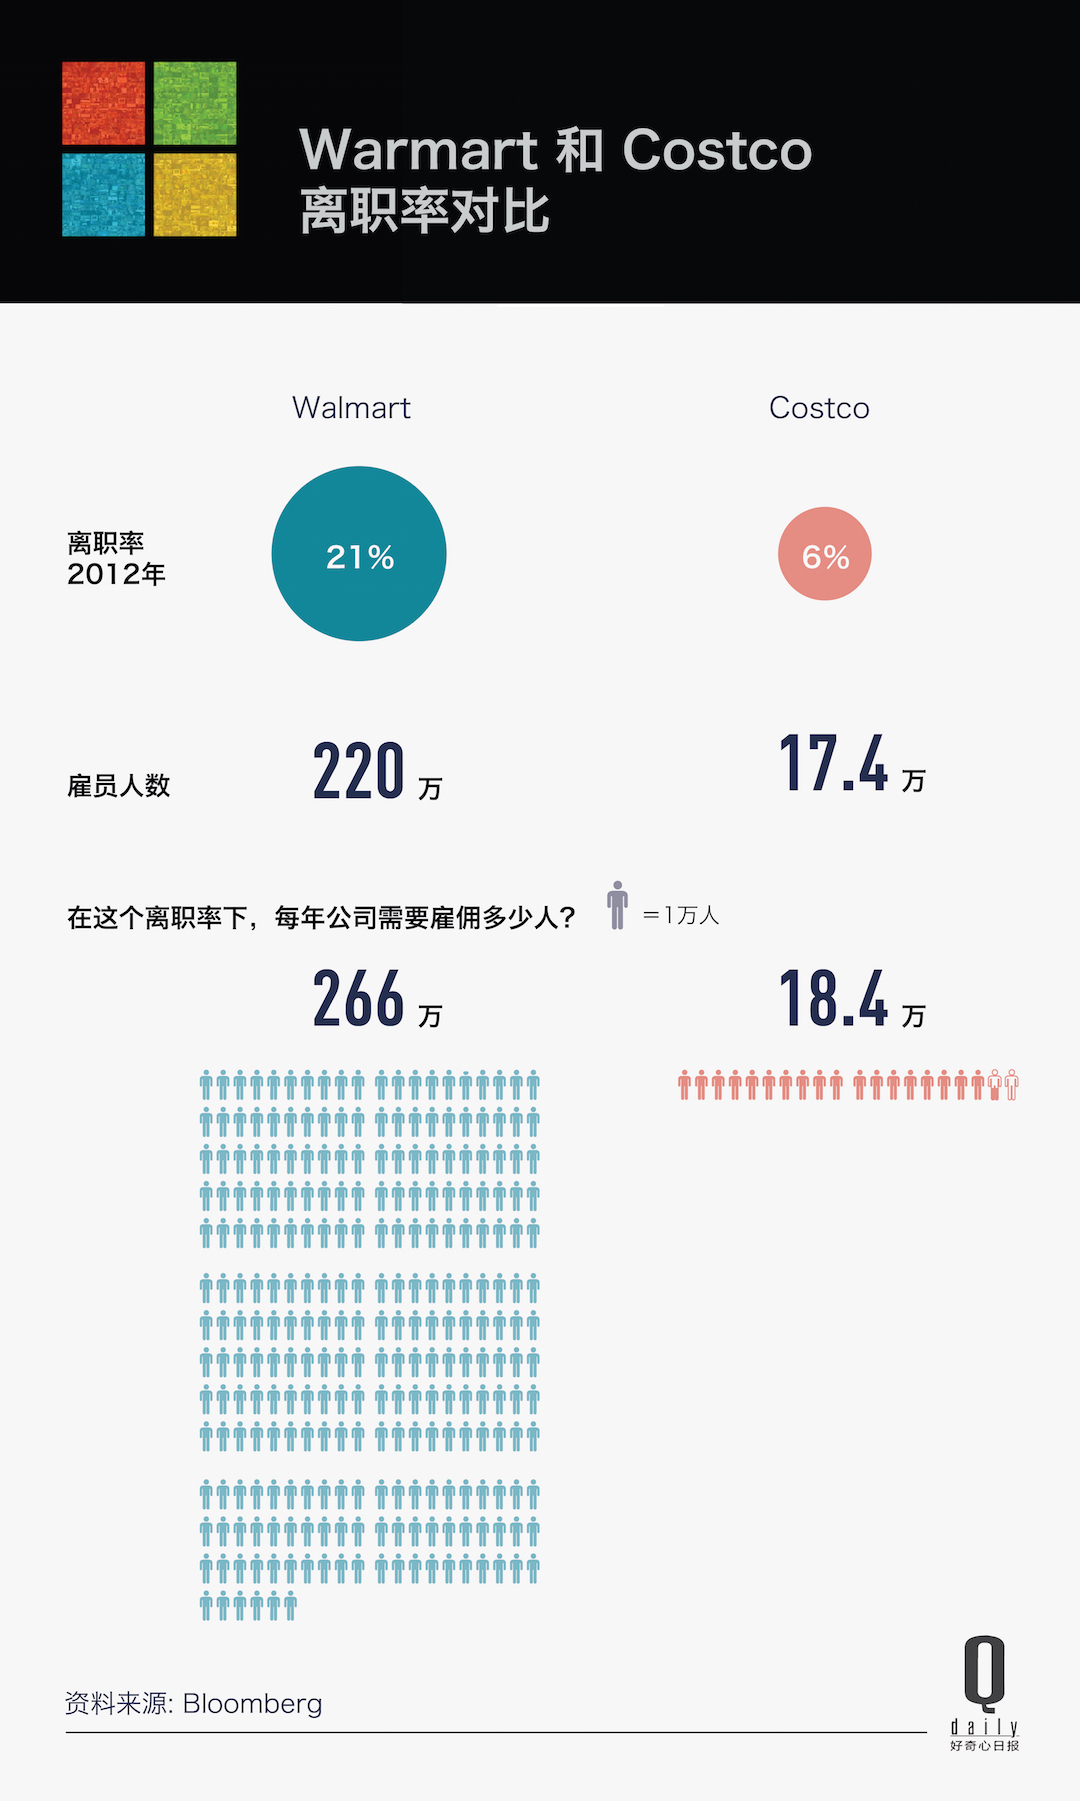 Warmart 和 Costco
离职率对比
Walmart
Costco
离职率
2012年
21%
6%
雇员人数
220 万
17.4 万
在这个离职率下，每年公司需要雇佣多少人？
=1万人
266 万
18.4 万
资料来源: Bloomberg
Q
daily
好奇心日报